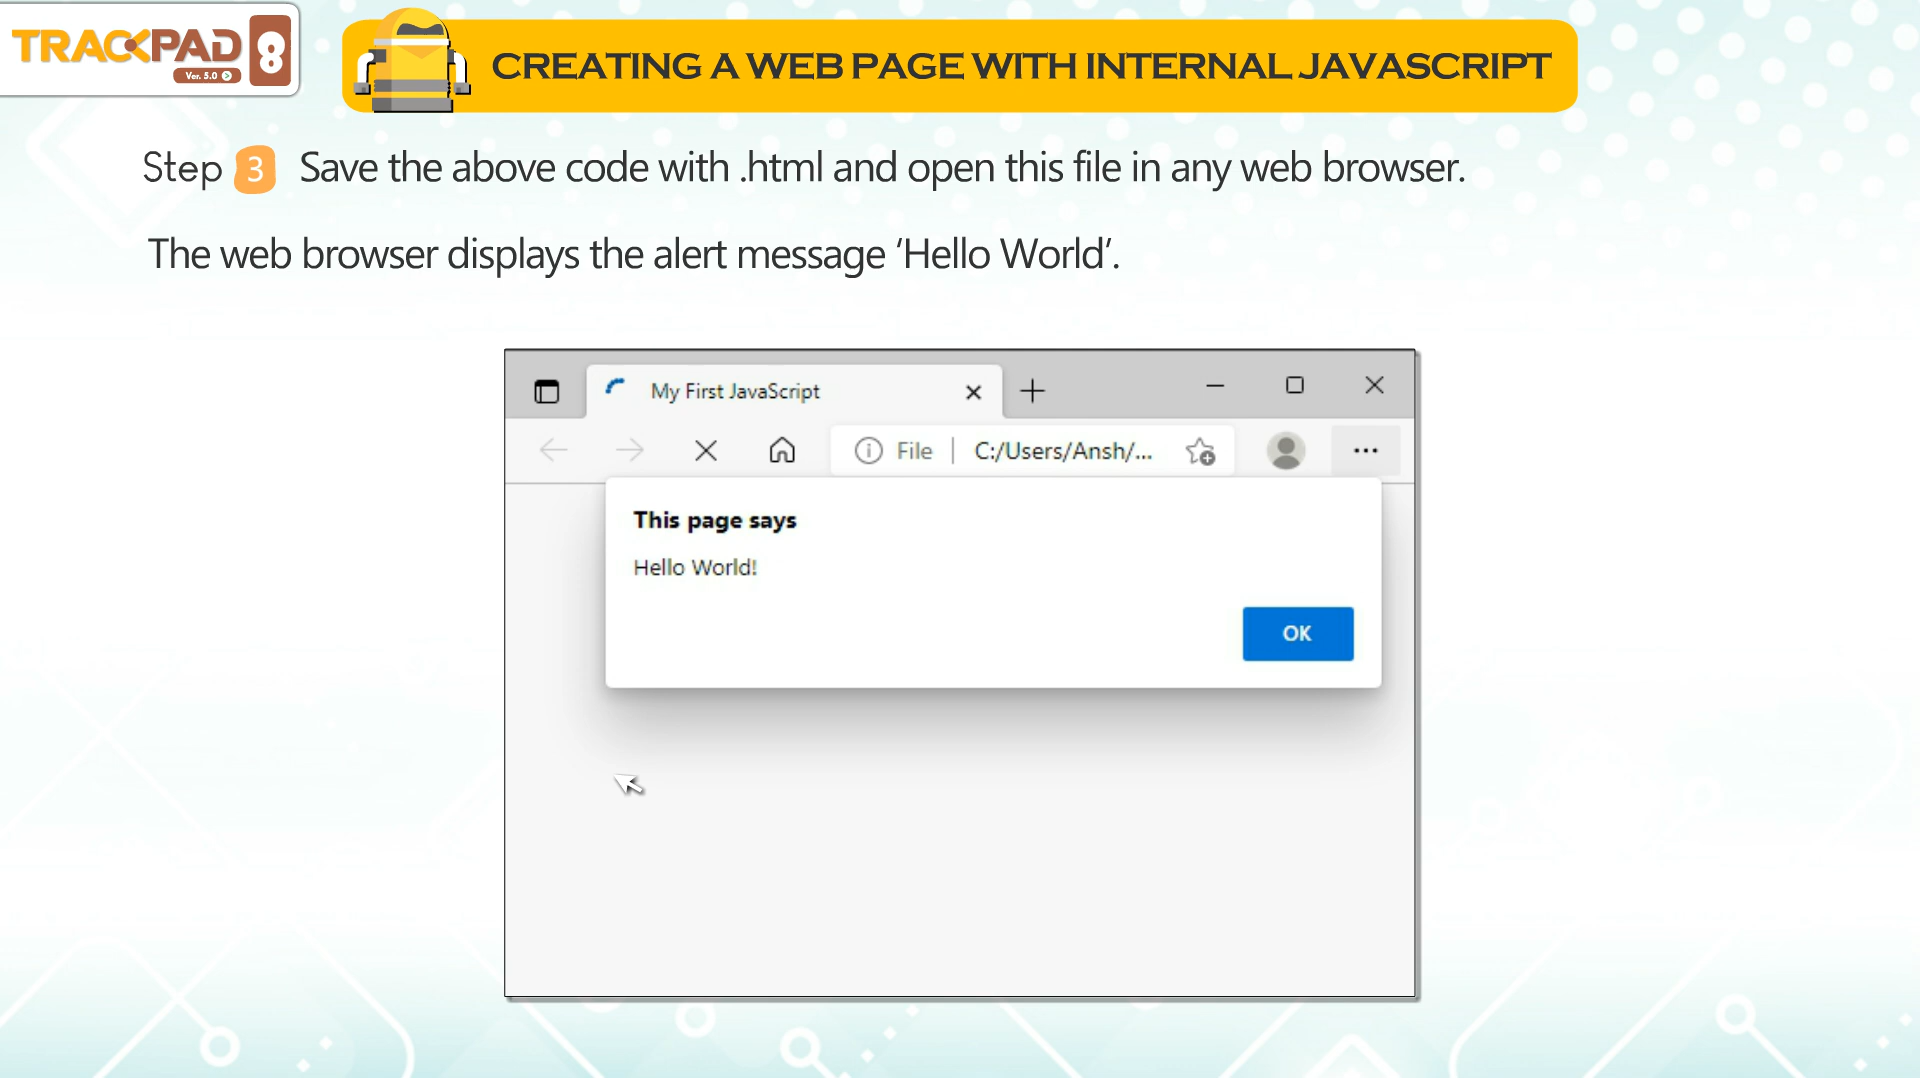 TRACKPAD 8
Ver. 5.0
CREATING A WEB PAGE WITH INTERNAL JAVASCRIPT
Step 3 Save the above code with .html and open this file in any web browser.
The web browser displays the alert message ‘Hello World’.
My First JavaScript
File | C:/Users/Ansh/...
This page says
Hello World!
OK